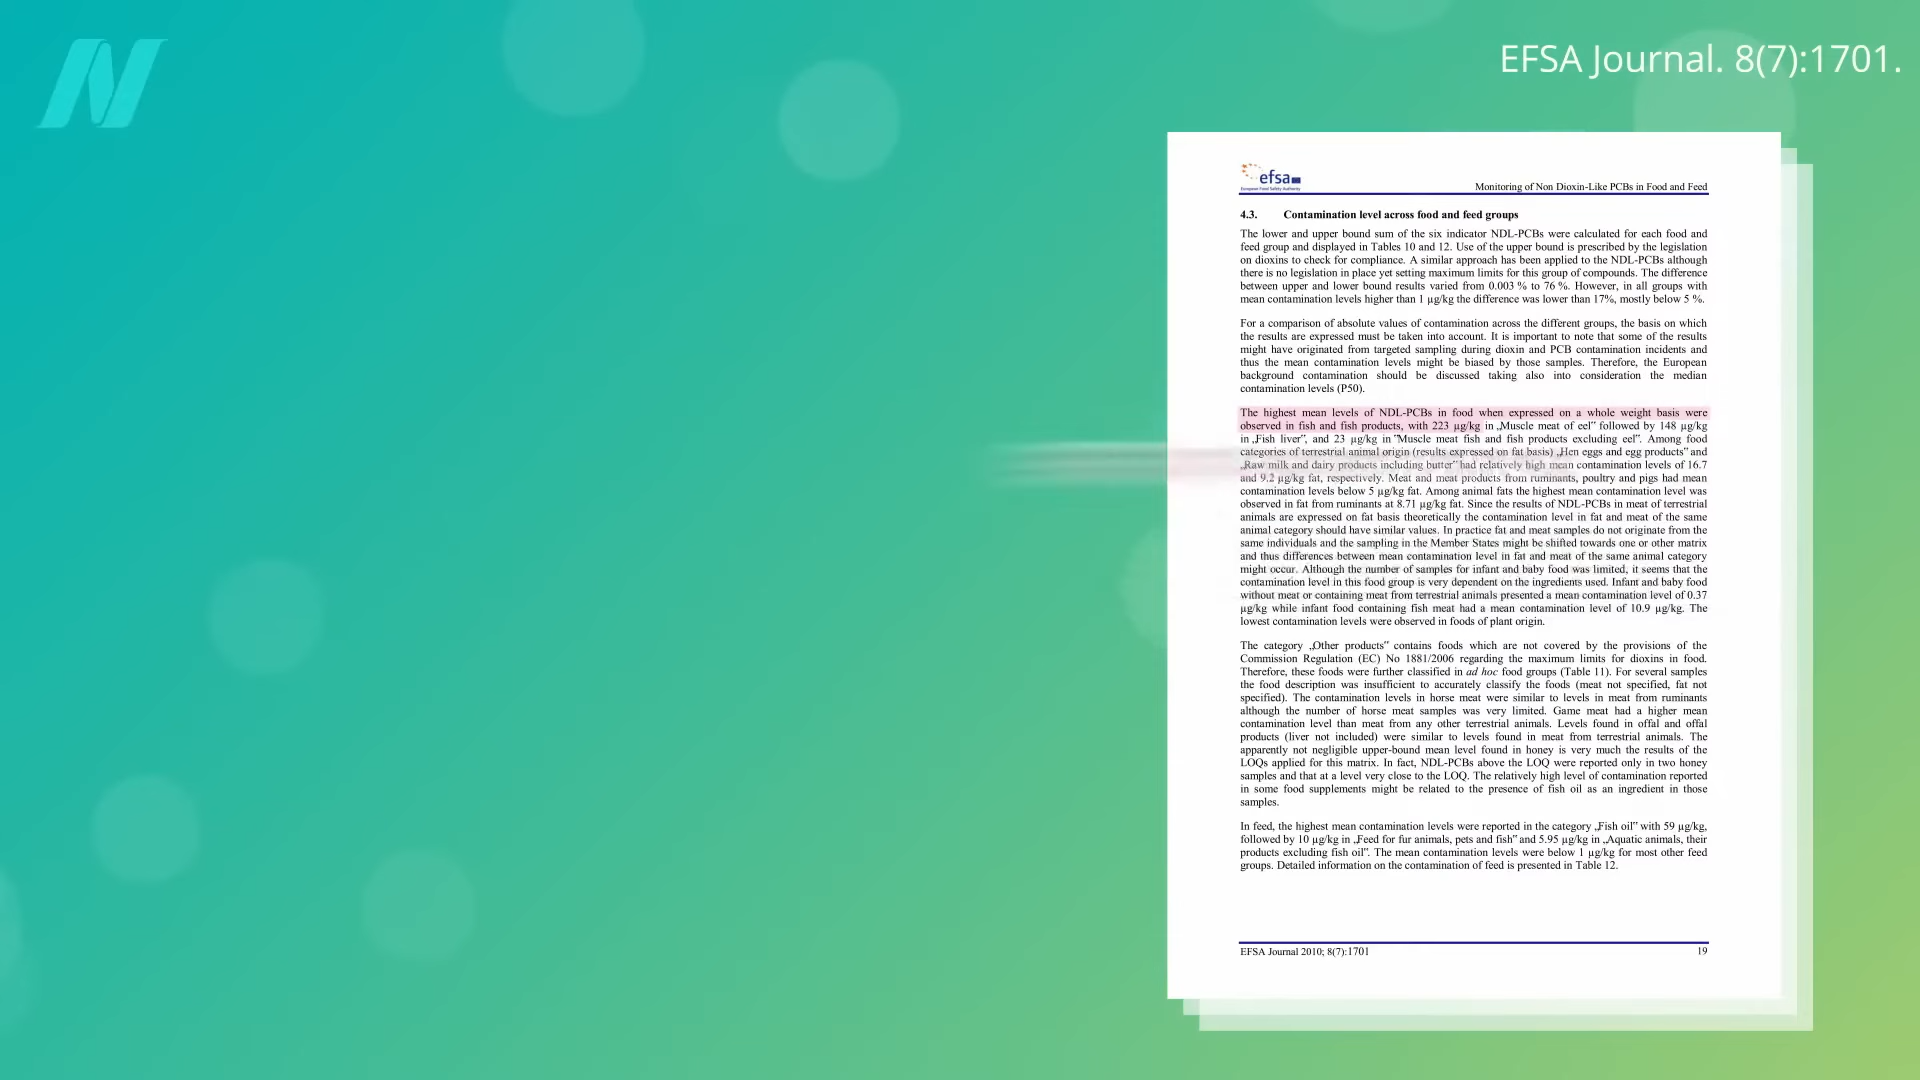 EFSA Journal. 8(7):1701.
efsa
European Food Safety Authority
Monitoring of Non Dioxin-Like PCBs in Food and Feed
4.3. Contamination level across food and feed groups
The lower and upper bound sum of the six indicator NDL-PCBs were calculated for each food and
feed group and displayed in Tables 10 and 12. Use of the upper bound is prescribed by the legislation
on dioxins to check for compliance. A similar approach has been applied to the NDL-PCBs although
there is no legislation in place yet setting maximum limits for this group of compounds. The difference
between upper and lower bound results varied from 0.003 % to 76 %. However, in all groups with
mean contamination levels higher than 1 µg/kg the difference was lower than 17%, mostly below 5 %.
For a comparison of absolute values of contamination across the different groups, the basis on which
the results are expressed must be taken into account. It is important to note that some of the results
might have originated from targeted sampling during dioxin and PCB contamination incidents and
thus the mean contamination levels might be biased by those samples. Therefore, the European
background contamination should be discussed taking also into consideration the median
contamination levels (P50).
The highest mean levels of NDL-PCBs in food when expressed on a whole weight basis were
observed in fish and fish products, with 223 µg/kg in „Muscle meat of eel‟ followed by 148 µg/kg
in „Fish liver‟, and 23 µg/kg in ‟Muscle meat fish and fish products excluding eel‟. Among food
categories of terrestrial animal origin (results expressed on fat basis) „Hen eggs and egg products‟ and
„Raw milk and dairy products including butter‟ had relatively high mean contamination levels of 16.7
and 9.2 µg/kg fat, respectively. Meat and meat products from ruminants, poultry and pigs had mean
contamination levels below 5 µg/kg fat. Among animal fats the highest mean contamination level was
observed in fat from ruminants at 8.71 µg/kg fat. Since the results of NDL-PCBs in meat of terrestrial
animals are expressed on fat basis theoretically the contamination level in fat and meat of the same
animal category should have similar values. In practice fat and meat samples do not originate from the
same individuals and the sampling in the Member States might be shifted towards one or other matrix
and thus differences between mean contamination level in fat and meat of the same animal category
might occur. Although the number of samples for infant and baby food was limited, it seems that the
contamination level in this food group is very dependent on the ingredients used. Infant and baby food
without meat or containing meat from terrestrial animals presented a mean contamination level of 0.37
µg/kg while infant food containing fish meat had a mean contamination level of 10.9 µg/kg. The
lowest contamination levels were observed in foods of plant origin.
The category „Other products‟ contains foods which are not covered by the provisions of the
Commission Regulation (EC) No 1881/2006 regarding the maximum limits for dioxins in food.
Therefore, these foods were further classified in ad hoc food groups (Table 11). For several samples
the food description was insufficient to accurately classify the foods (meat not specified, fat not
specified). The contamination levels in horse meat were similar to levels in meat from ruminants
although the number of horse meat samples was very limited. Game meat had a higher mean
contamination level than meat from any other terrestrial animals. Levels found in offal and offal
products (liver not included) were similar to levels found in meat from terrestrial animals. The
apparently not negligible upper-bound mean level found in honey is very much the results of the
LOQs applied for this matrix. In fact, NDL-PCBs above the LOQ were reported only in two honey
samples and that at a level very close to the LOQ. The relatively high level of contamination reported
in some food supplements might be related to the presence of fish oil as an ingredient in those
samples.
In feed, the highest mean contamination levels were reported in the category „Fish oil‟ with 59 µg/kg,
followed by 10 µg/kg in „Feed for fur animals, pets and fish‟ and 5.95 µg/kg in „Aquatic animals, their
products excluding fish oil‟. The mean contamination levels were below 1 µg/kg for most other feed
groups. Detailed information on the contamination of feed is presented in Table 12.
EFSA Journal 2010; 8(7):1701
19